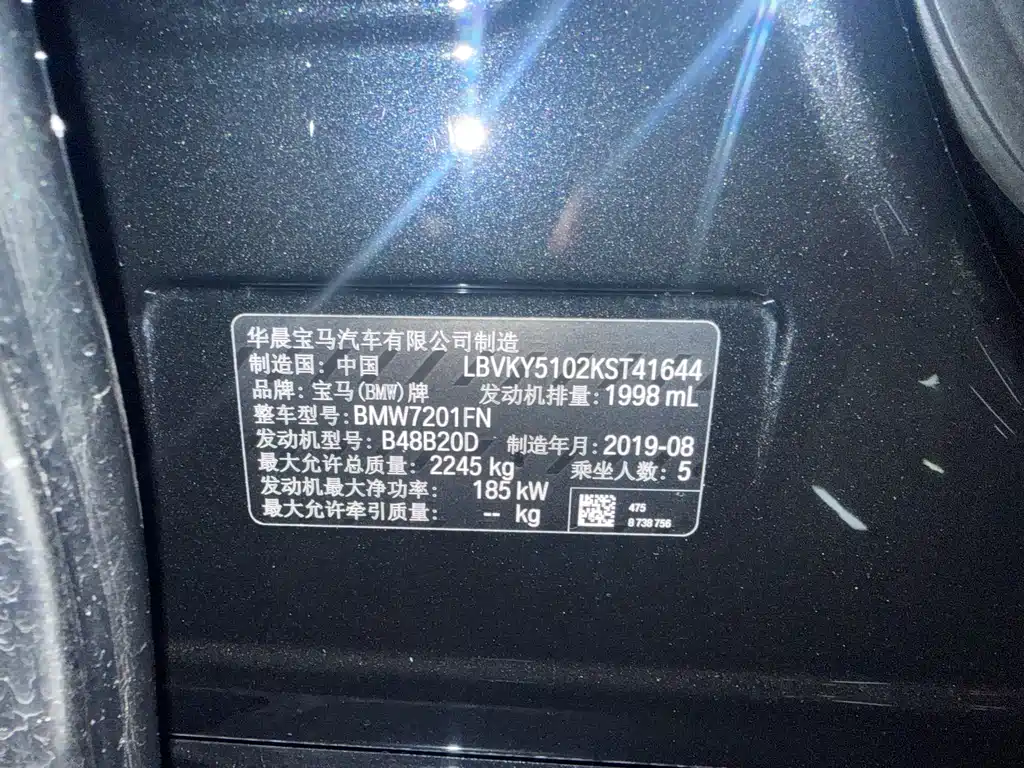 华晨宝马汽车有限公司制造
制造国: 中国 LBVKY5102KST41644
品牌: 宝马(BMW)牌 发动机排量: 1998 mL
整车型号: BMW7201FN
发动机型号: B48B20D 制造年月: 2019-08
最大允许总质量: 2245 kg 乘坐人数: 5
发动机最大净功率: 185 kW
最大允许牵引质量: -- kg
475
8 738 756